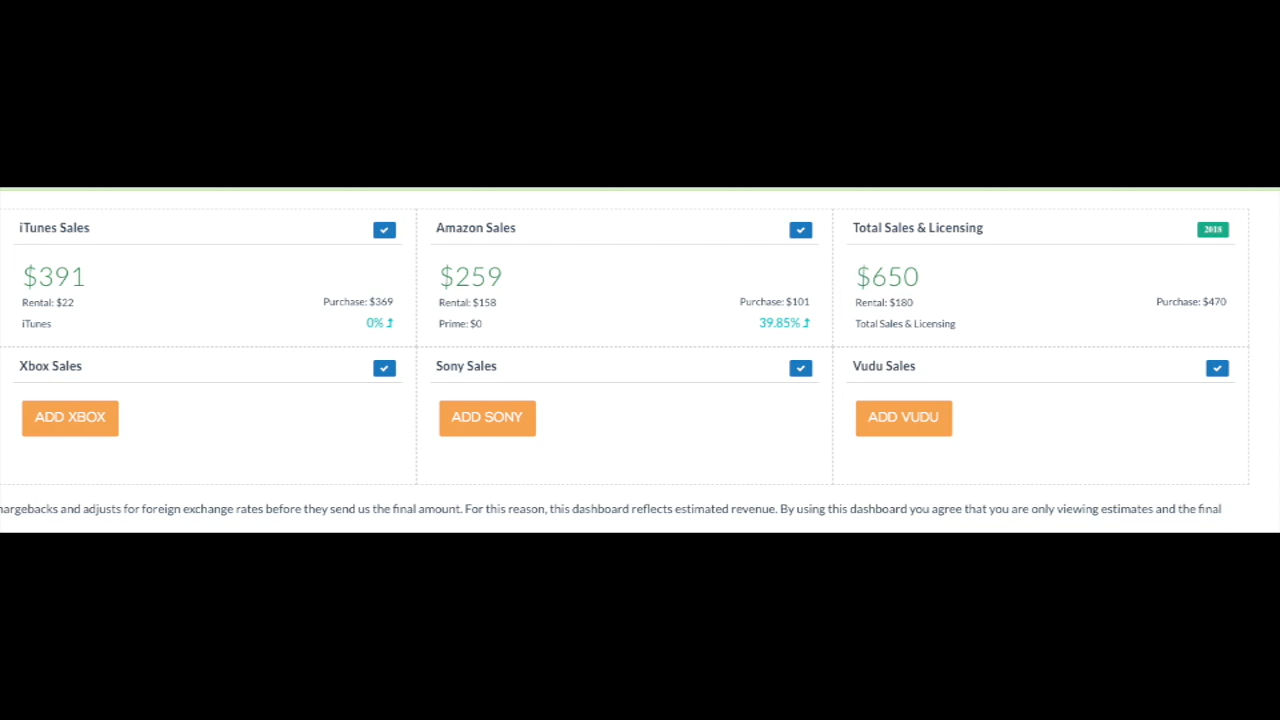 iTunes Sales
$391
Rental: $22
Purchase: $369
iTunes
0%
Amazon Sales
$259
Rental: $158
Purchase: $101
Prime: $0
39.85%
Total Sales & Licensing
2018
$650
Rental: $180
Purchase: $470
Total Sales & Licensing
Xbox Sales
ADD XBOX
Sony Sales
ADD SONY
Vudu Sales
ADD VUDU
hargebacks and adjusts for foreign exchange rates before they send us the final amount. For this reason, this dashboard reflects estimated revenue. By using this dashboard you agree that you are only viewing estimates and the final